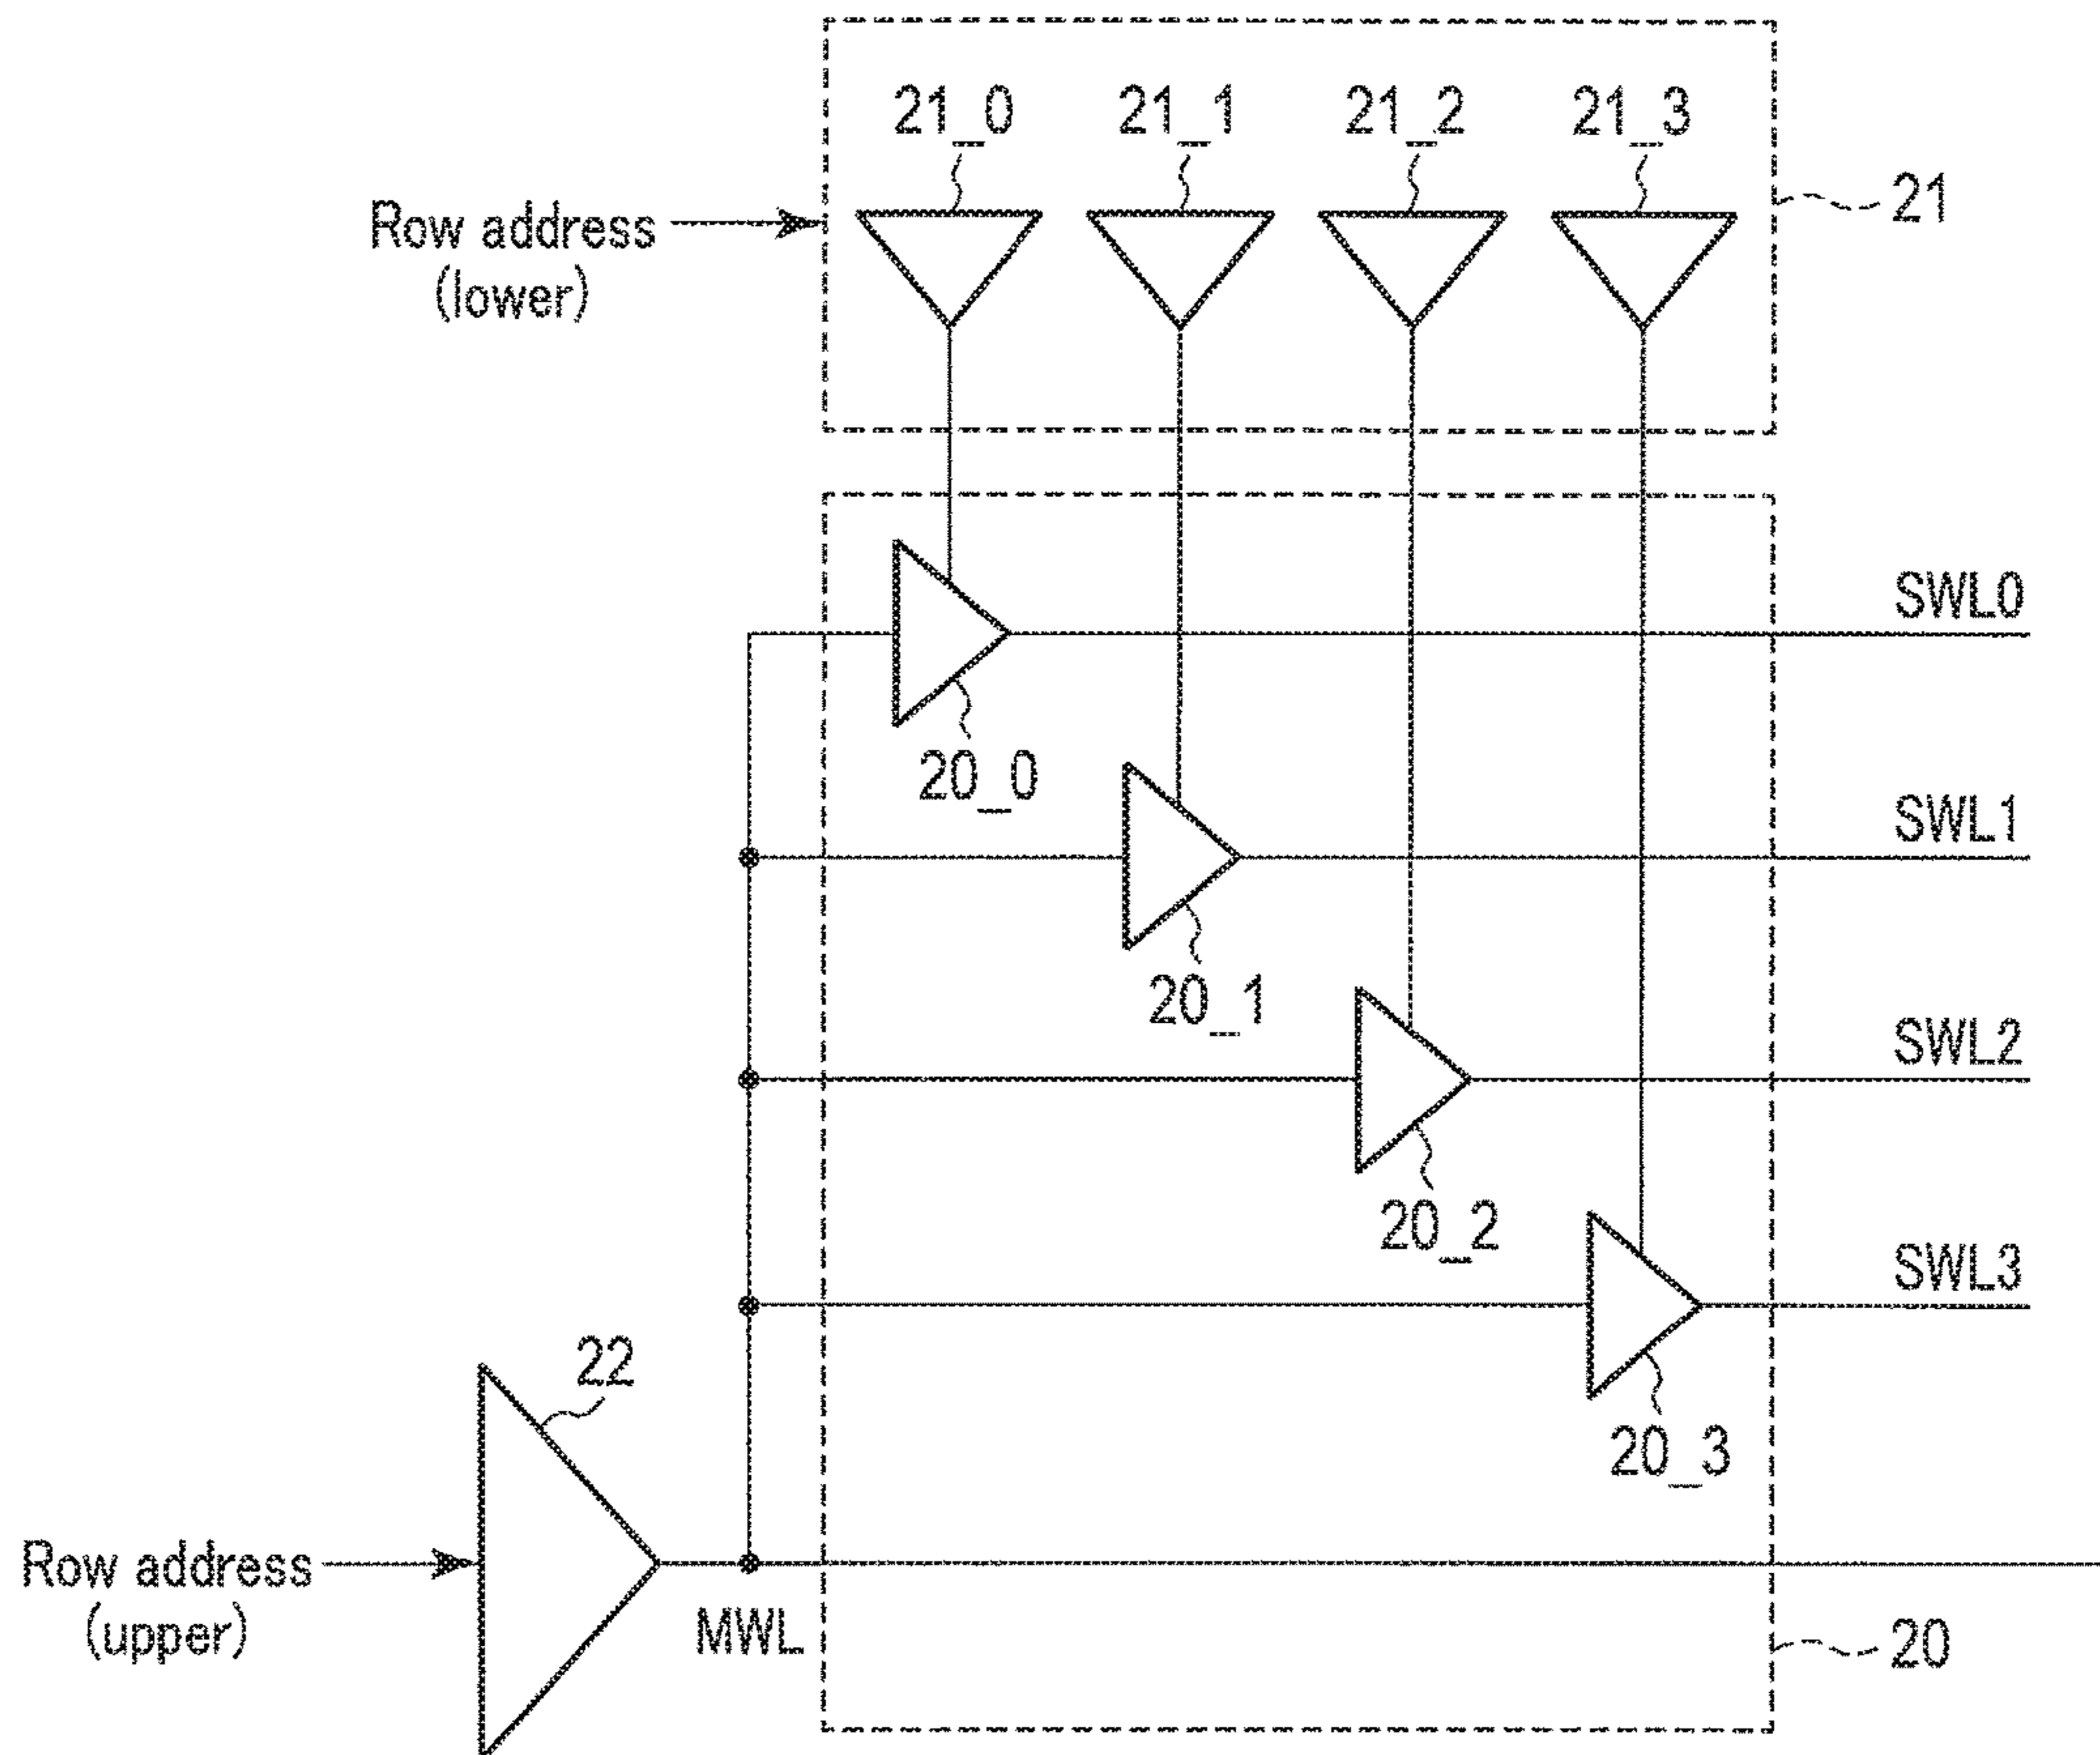 21_0 21_1 21_2 21_3
Row address
(lower)
21
SWL0
20_0
SWL1
20_1
SWL2
20_2
SWL3
22
20_3
Row address
(upper)
MWL
20